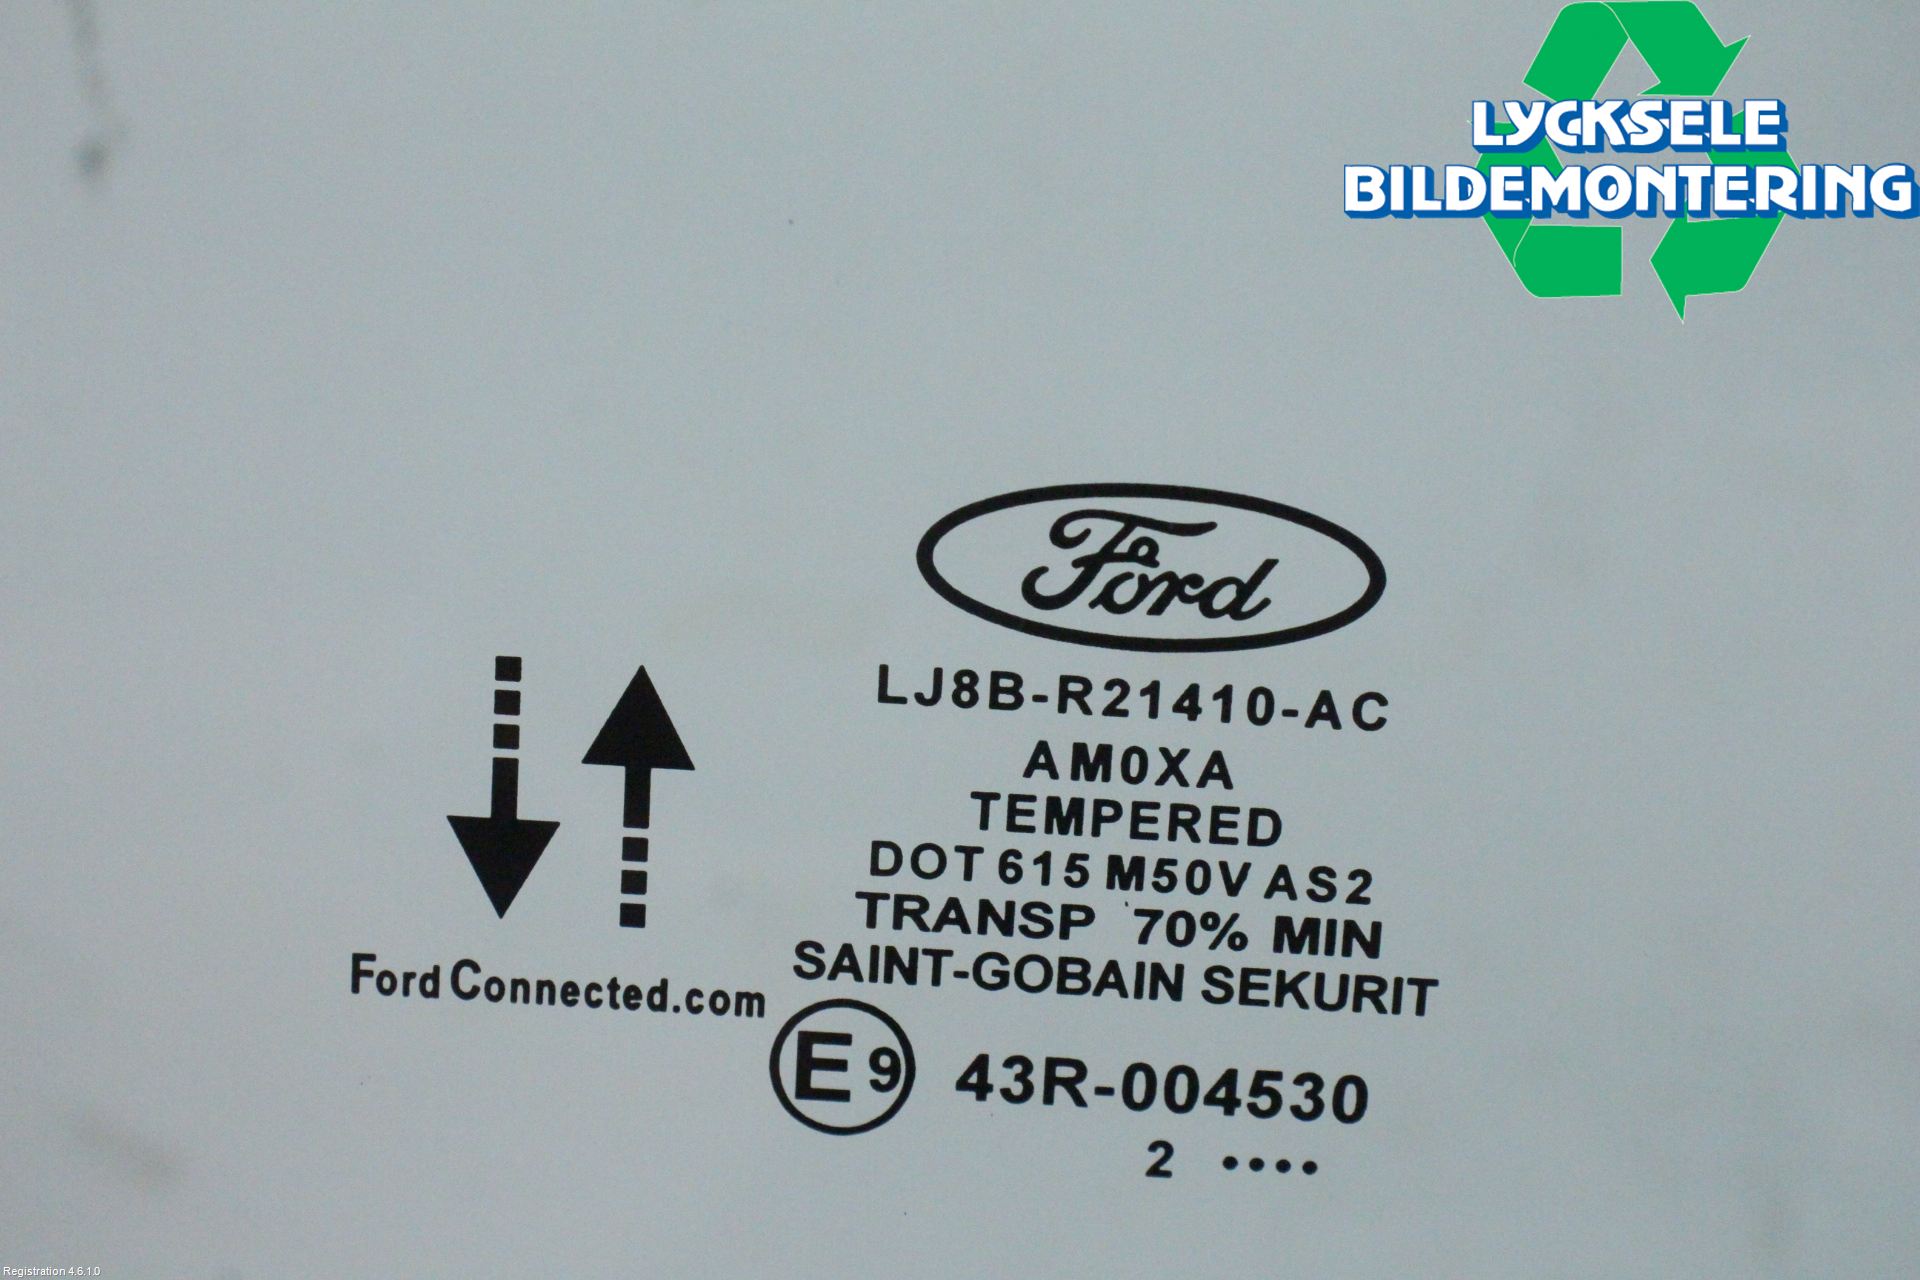 LYCKSELE
BILDEMONTERING
Ford
LJ8B-R21410-AC
AM0XA
TEMPERED
DOT 615 M50V AS2
TRANSP 70% MIN
SAINT-GOBAIN SEKURIT
FordConnected.com
E9 43R-004530
2 ....
Registration 4.6.1.0